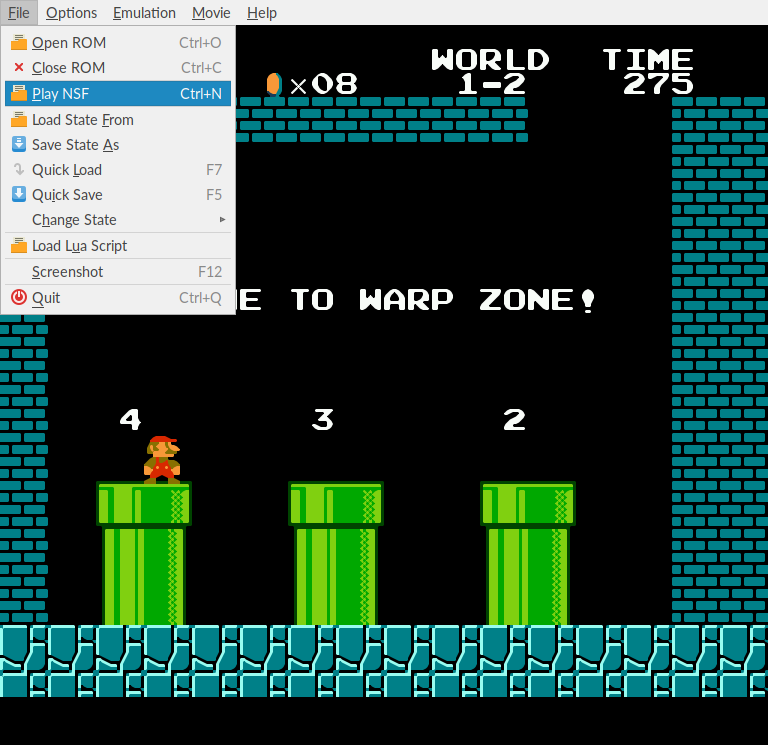 File Options Emulation Movie Help
Open ROM Ctrl+O
Close ROM Ctrl+C
Play NSF Ctrl+N
Load State From
Save State As
Quick Load F7
Quick Save F5
Change State
Load Lua Script
Screenshot F12
Quit Ctrl+Q
WORLD TIME
×08 1-2 275
E TO WARP ZONE!
4 3 2